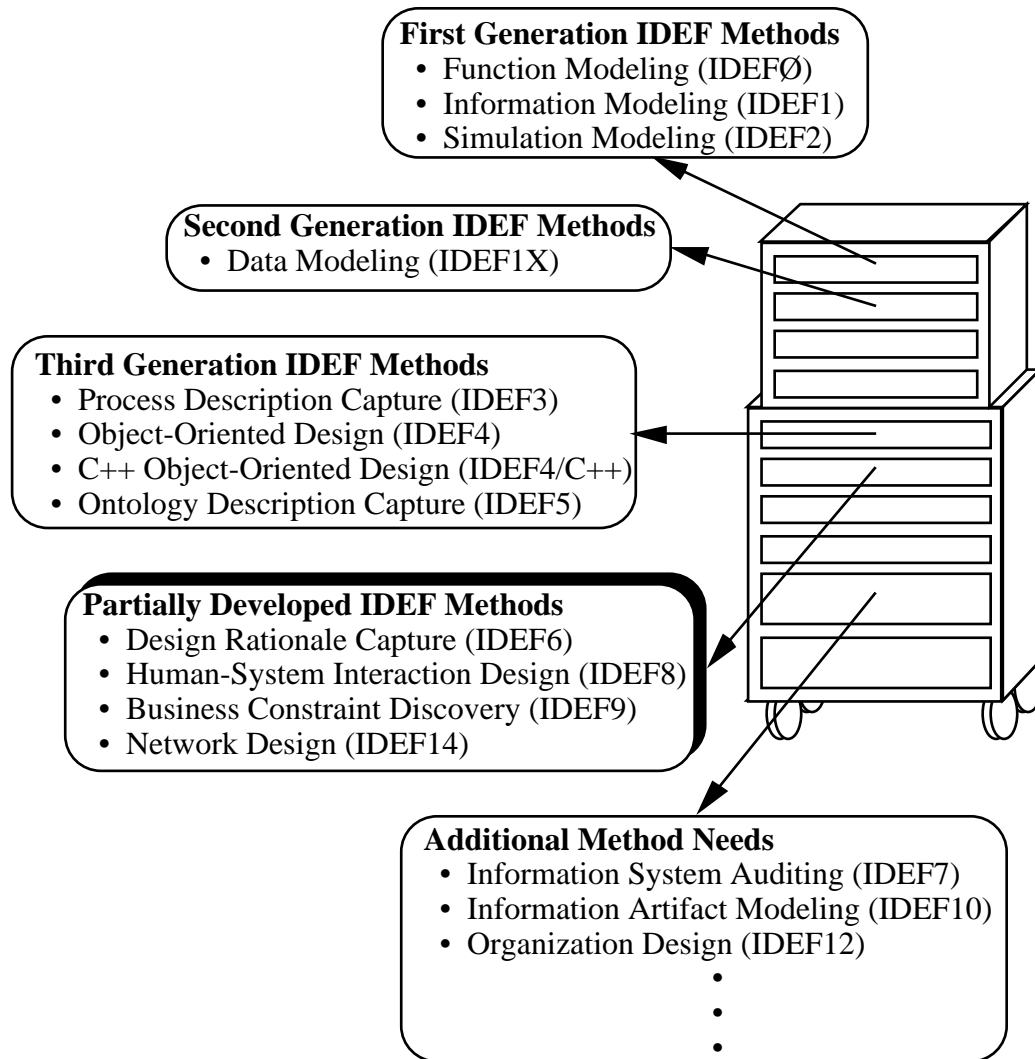 First Generation IDEF Methods
• Function Modeling (IDEFØ)
• Information Modeling (IDEF1)
• Simulation Modeling (IDEF2)
Second Generation IDEF Methods
• Data Modeling (IDEF1X)
Third Generation IDEF Methods
• Process Description Capture (IDEF3)
• Object-Oriented Design (IDEF4)
• C++ Object-Oriented Design (IDEF4/C++)
• Ontology Description Capture (IDEF5)
Partially Developed IDEF Methods
• Design Rationale Capture (IDEF6)
• Human-System Interaction Design (IDEF8)
• Business Constraint Discovery (IDEF9)
• Network Design (IDEF14)
Additional Method Needs
• Information System Auditing (IDEF7)
• Information Artifact Modeling (IDEF10)
• Organization Design (IDEF12)
•
•
•